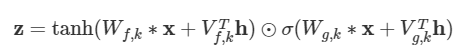 z = tanh(W_{f,k} ∗ x + V_{f,k}^T h) ⊙ σ(W_{g,k} ∗ x + V_{g,k}^T h)